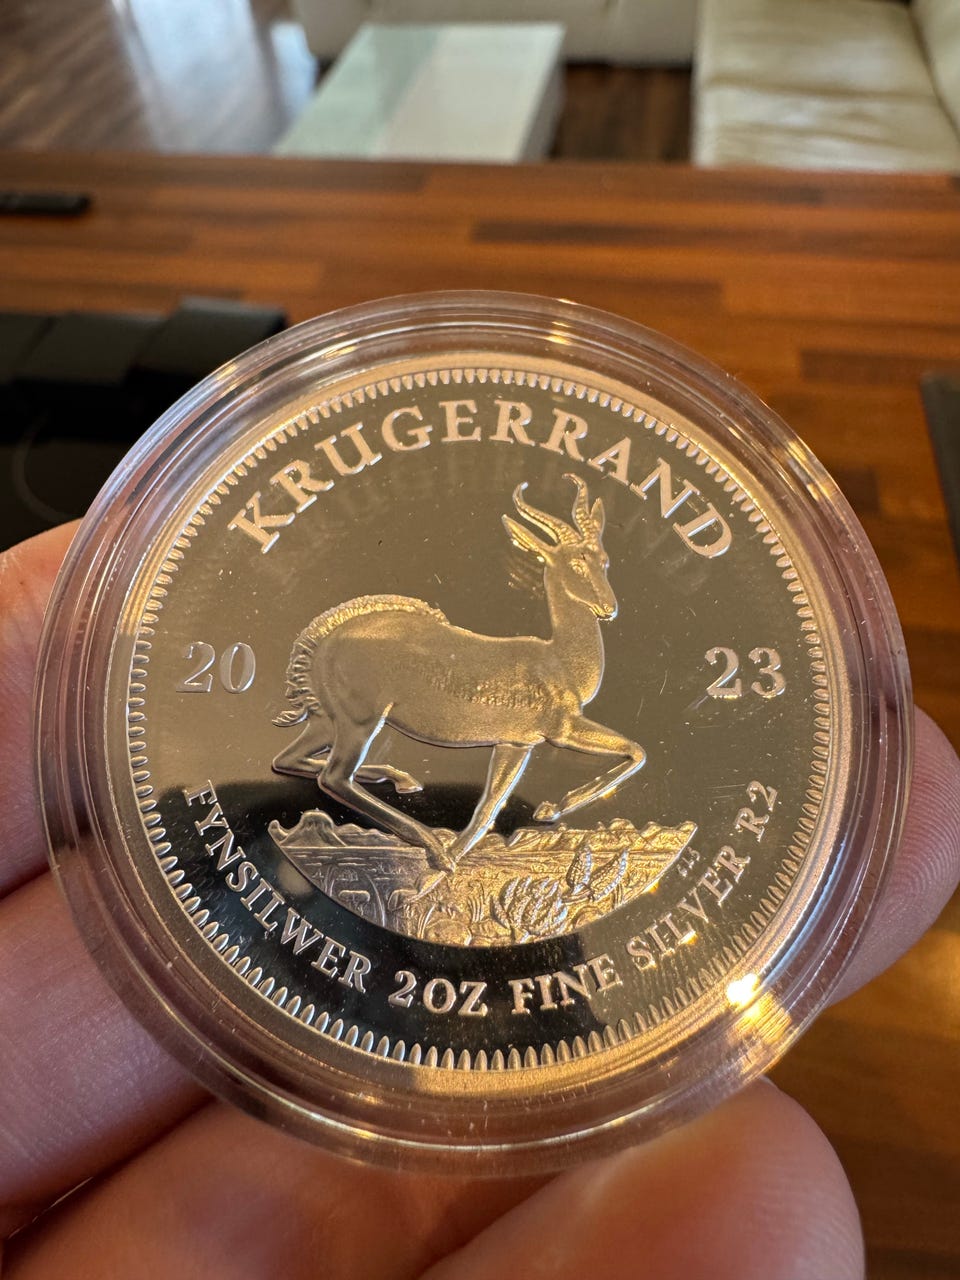 KRUGERRAND
20 23
FYNSILWER 2OZ FINE SILVER R2